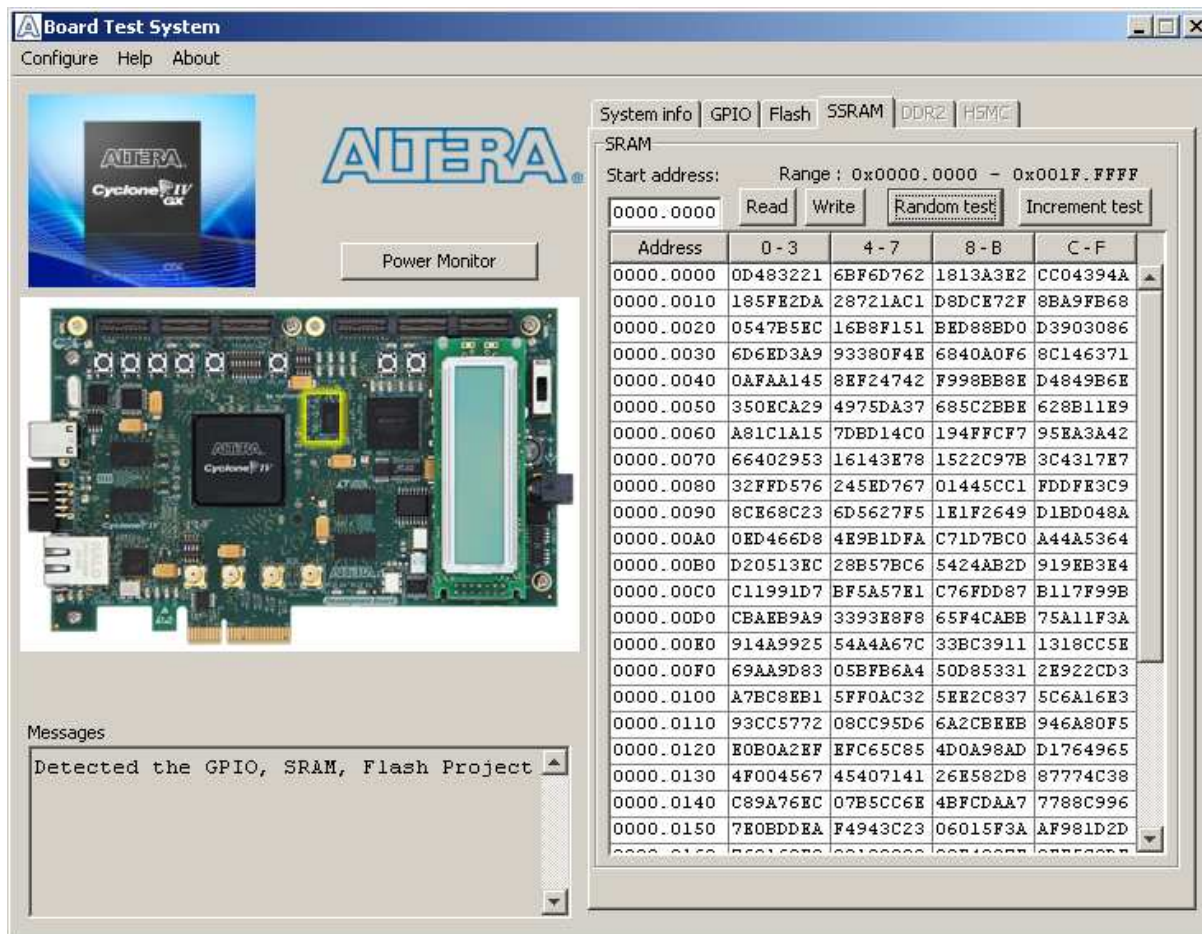 Board Test System
Configure Help About
ALTERA
Cyclone IV
GX
ALTERA®
Power Monitor
System info GPIO Flash SSRAM DDR2 HSMC
SRAM
Start address: Range : 0x0000.0000 - 0x001F.FFFF
0000.0000 Read Write Random test Increment test
Address 0 - 3 4 - 7 8 - B C - F
0000.0000 0D483221 6BF6D762 1813A3E2 CC04394A
0000.0010 185FE2DA 28721AC1 D8DCE72F 8BA9FB68
0000.0020 0547B5EC 16B8F151 BED88BD0 D3903086
0000.0030 6D6ED3A9 93380F4E 6840A0F6 8C146371
0000.0040 0AFAA145 8EF24742 F998BB8E D4849B6E
0000.0050 350ECA29 4975DA37 685C2BBE 628B11E9
0000.0060 A81C1A15 7DBD14C0 194FFCF7 95EA3A42
0000.0070 66402953 16143E78 1522C97B 3C4317E7
0000.0080 32FFD576 245ED767 01445CC1 FDDFE3C9
0000.0090 8CE68C23 6D5627F5 1E1F2649 D1BD048A
0000.00A0 0ED466D8 4E9B1DFA C71D7BC0 A44A5364
0000.00B0 D20513EC 28B57BC6 5424AB2D 919EB3E4
0000.00C0 C11991D7 BF5A57E1 C76FDD87 B117F99B
0000.00D0 CBAEB9A9 3393E8F8 65F4CABB 75A11F3A
0000.00E0 914A9925 54A4A67C 33BC3911 1318CC5E
0000.00F0 69AA9D83 05BFB6A4 50D85331 2E922CD3
0000.0100 A7BC8EB1 5FF0AC32 5EE2C837 5C6A16E3
0000.0110 93CC5772 08CC95D6 6A2CBEEB 946A80F5
0000.0120 E0B0A2EF EFC65C85 4D0A98AD D1764965
0000.0130 4F004567 45407141 26E582D8 87774C38
0000.0140 C89A76EC 07B5CC6E 4BFCDAA7 7788C996
0000.0150 7E0BDDEA F4943C23 06015F3A AF981D2D
ALTERA
Cyclone IV
Messages
Detected the GPIO, SRAM, Flash Project